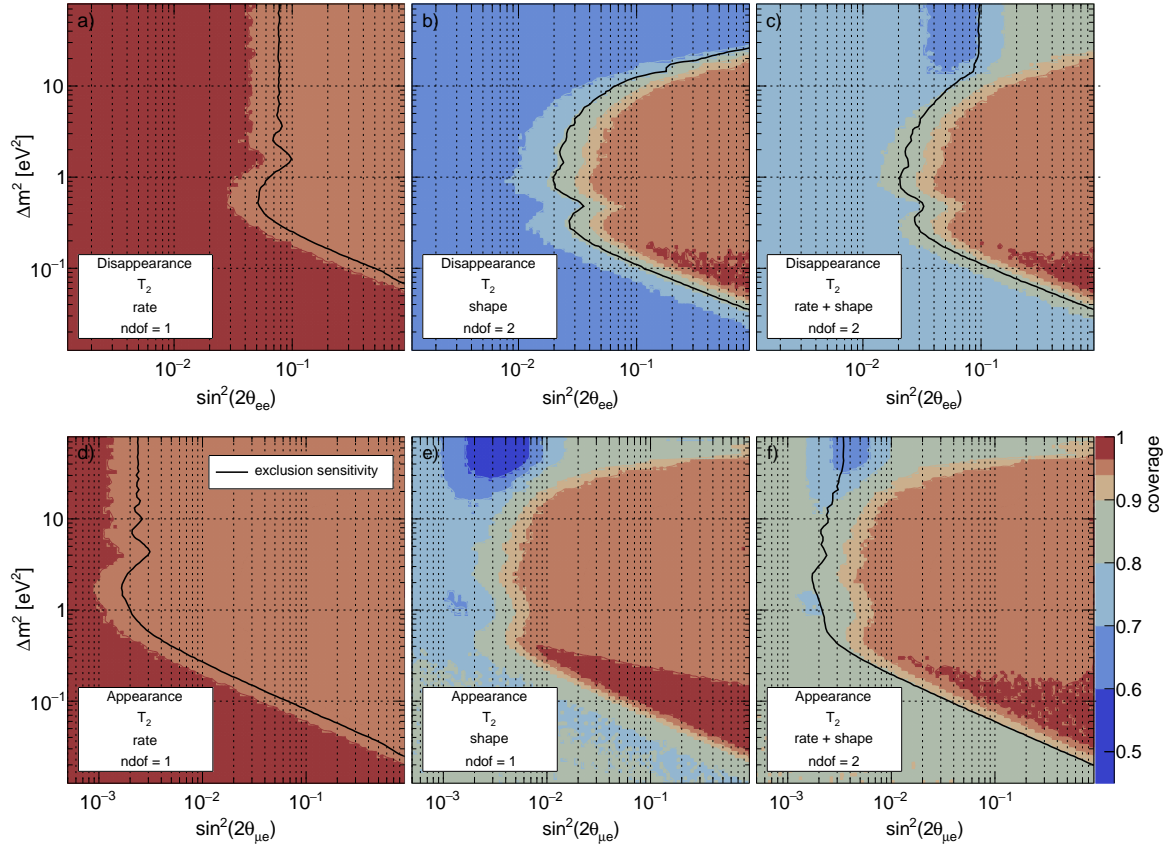 a)
b)
c)
10
1
10⁻¹
Δm² [eV²]
Disappearance
T₂
rate
ndof = 1
Disappearance
T₂
shape
ndof = 2
Disappearance
T₂
rate + shape
ndof = 2
10⁻² 10⁻¹
10⁻² 10⁻¹
10⁻² 10⁻¹
sin²(2θₑₑ)
sin²(2θₑₑ)
sin²(2θₑₑ)
d)
e)
f)
exclusion sensitivity
10
1
10⁻¹
Δm² [eV²]
Appearance
T₂
rate
ndof = 1
Appearance
T₂
shape
ndof = 1
Appearance
T₂
rate + shape
ndof = 2
10⁻³ 10⁻² 10⁻¹
10⁻³ 10⁻² 10⁻¹
10⁻³ 10⁻² 10⁻¹
sin²(2θμₑ)
sin²(2θμₑ)
sin²(2θμₑ)
1
0.9
0.8
0.7
0.6
0.5
coverage